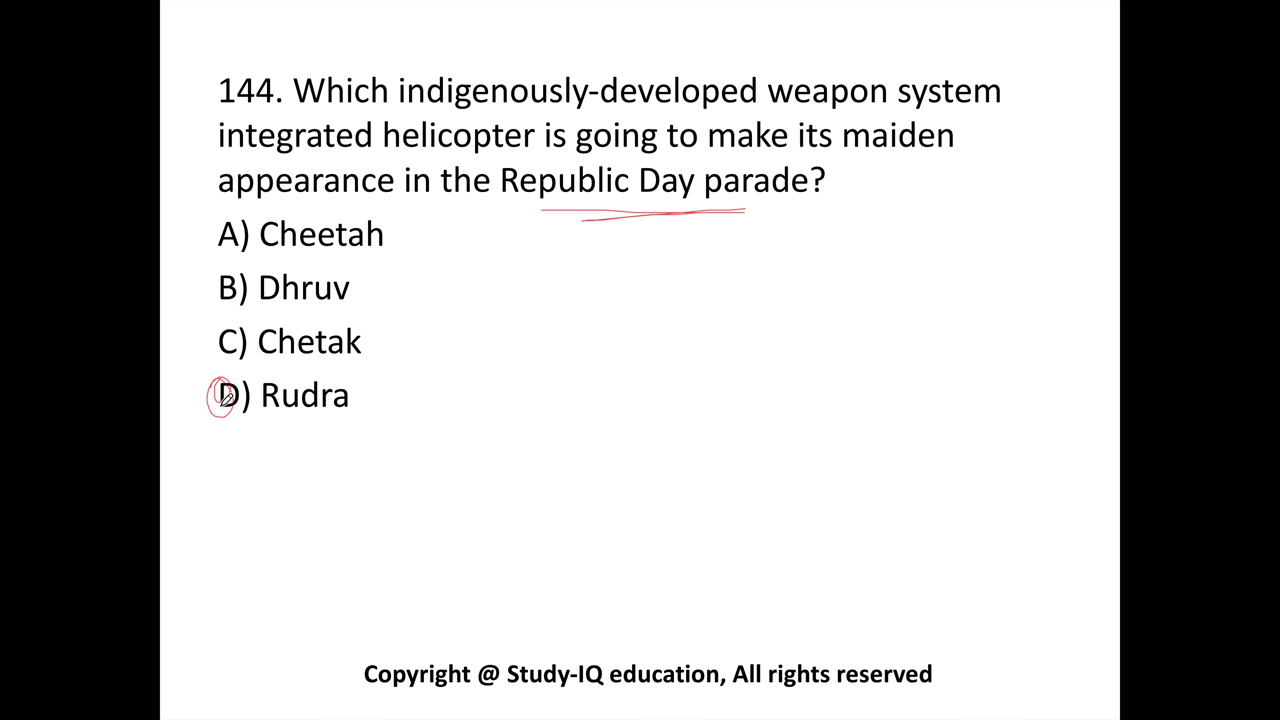 144. Which indigenously-developed weapon system
integrated helicopter is going to make its maiden
appearance in the Republic Day parade?
A) Cheetah
B) Dhruv
C) Chetak
D) Rudra
Copyright @ Study-IQ education, All rights reserved